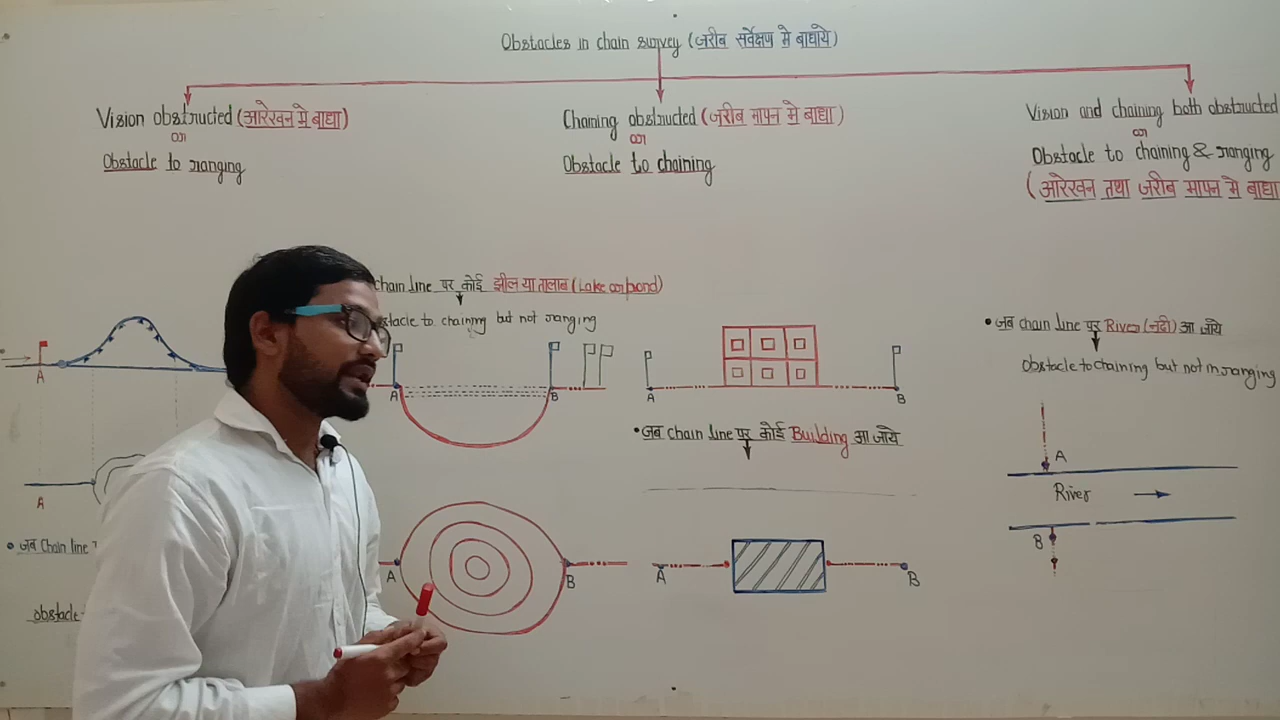 Obstacles in chain survey (जरीब सर्वेक्षण मे बाधाये)
Vision obstructed (आरेखन मे बाधा)
or
Obstacle to ranging
Chaining obstructed (जरीब मापन मे बाधा)
or
Obstacle to chaining
Vision and chaining both obstructed
or
Obstacle to chaining & ranging
(आरेखन तथा जरीब मापन मे बाधा
A
A
• जब Chain line
obstacle
chain line पर कोई झील या तालाब (Lake or pond)
stacle to chaining but not ranging
A
B
A
B
A
B
• जब chain line पर कोई Building आ जाये
A
B
• जब chain line पर River (नदी) आ जाये
Obstacle to chaining but not in ranging
A
River
B